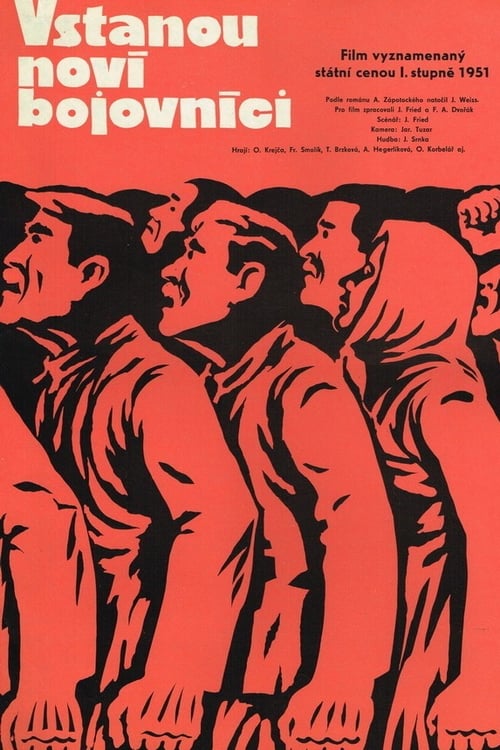 Vstanou
noví
bojovníci
Film vyznamenaný
státní cenou I. stupně 1951
Podle románu A. Zápotockého natočil J. Weiss.
Pro film zpracovali J. Fried a F. A. Dvořák
Scénář: J. Fried
Kamera: Jar. Tuzar
Hudba: J. Srnka
Hrají: O. Krejča, Fr. Smolík, T. Brzková, A. Hegerlíková, O. Korbelář aj.